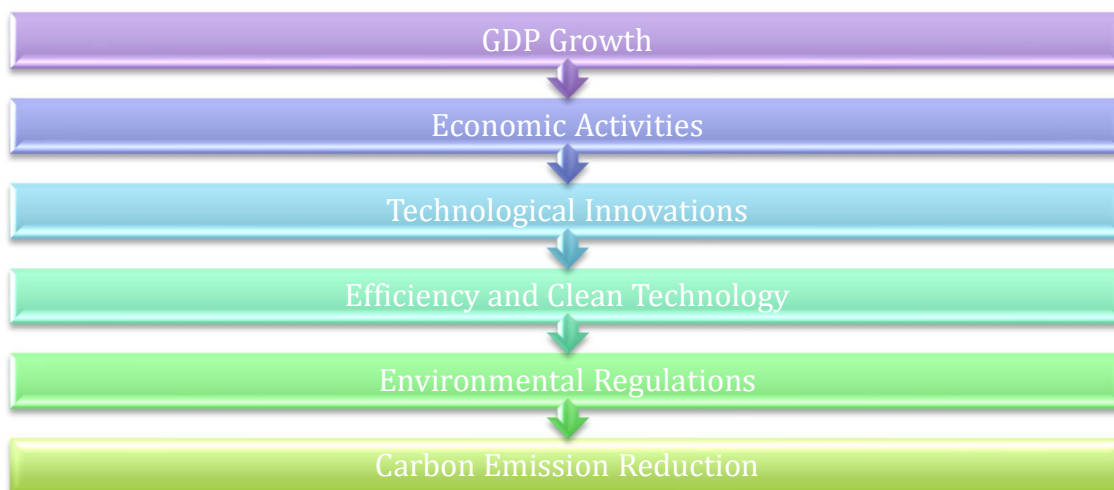 GDP Growth
Economic Activities
Technological Innovations
Efficiency and Clean Technology
Environmental Regulations
Carbon Emission Reduction